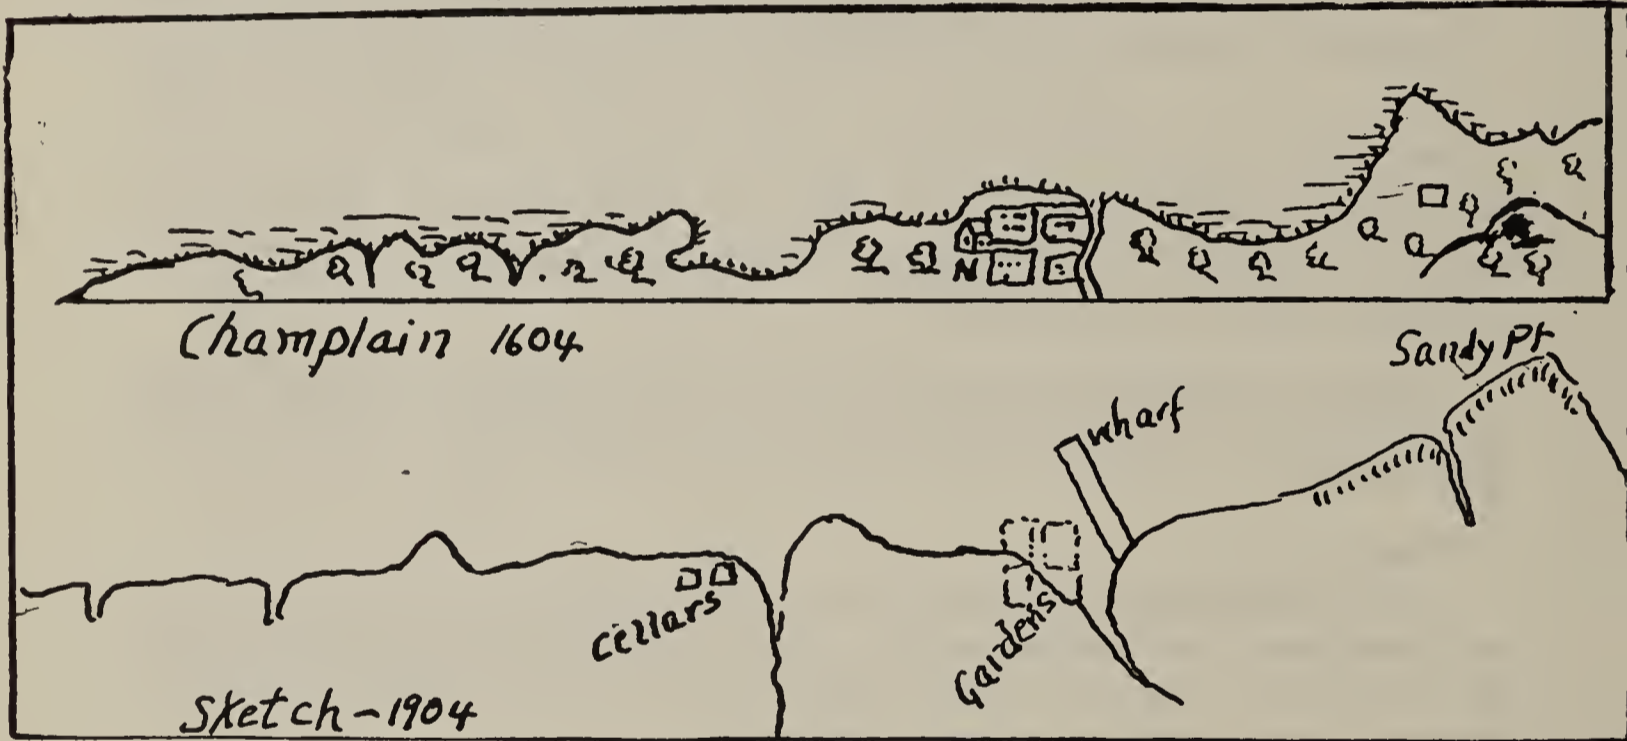 N
Champlain 1604
Sandy Pt
wharf
cellars
Gardens
Sketch-1904